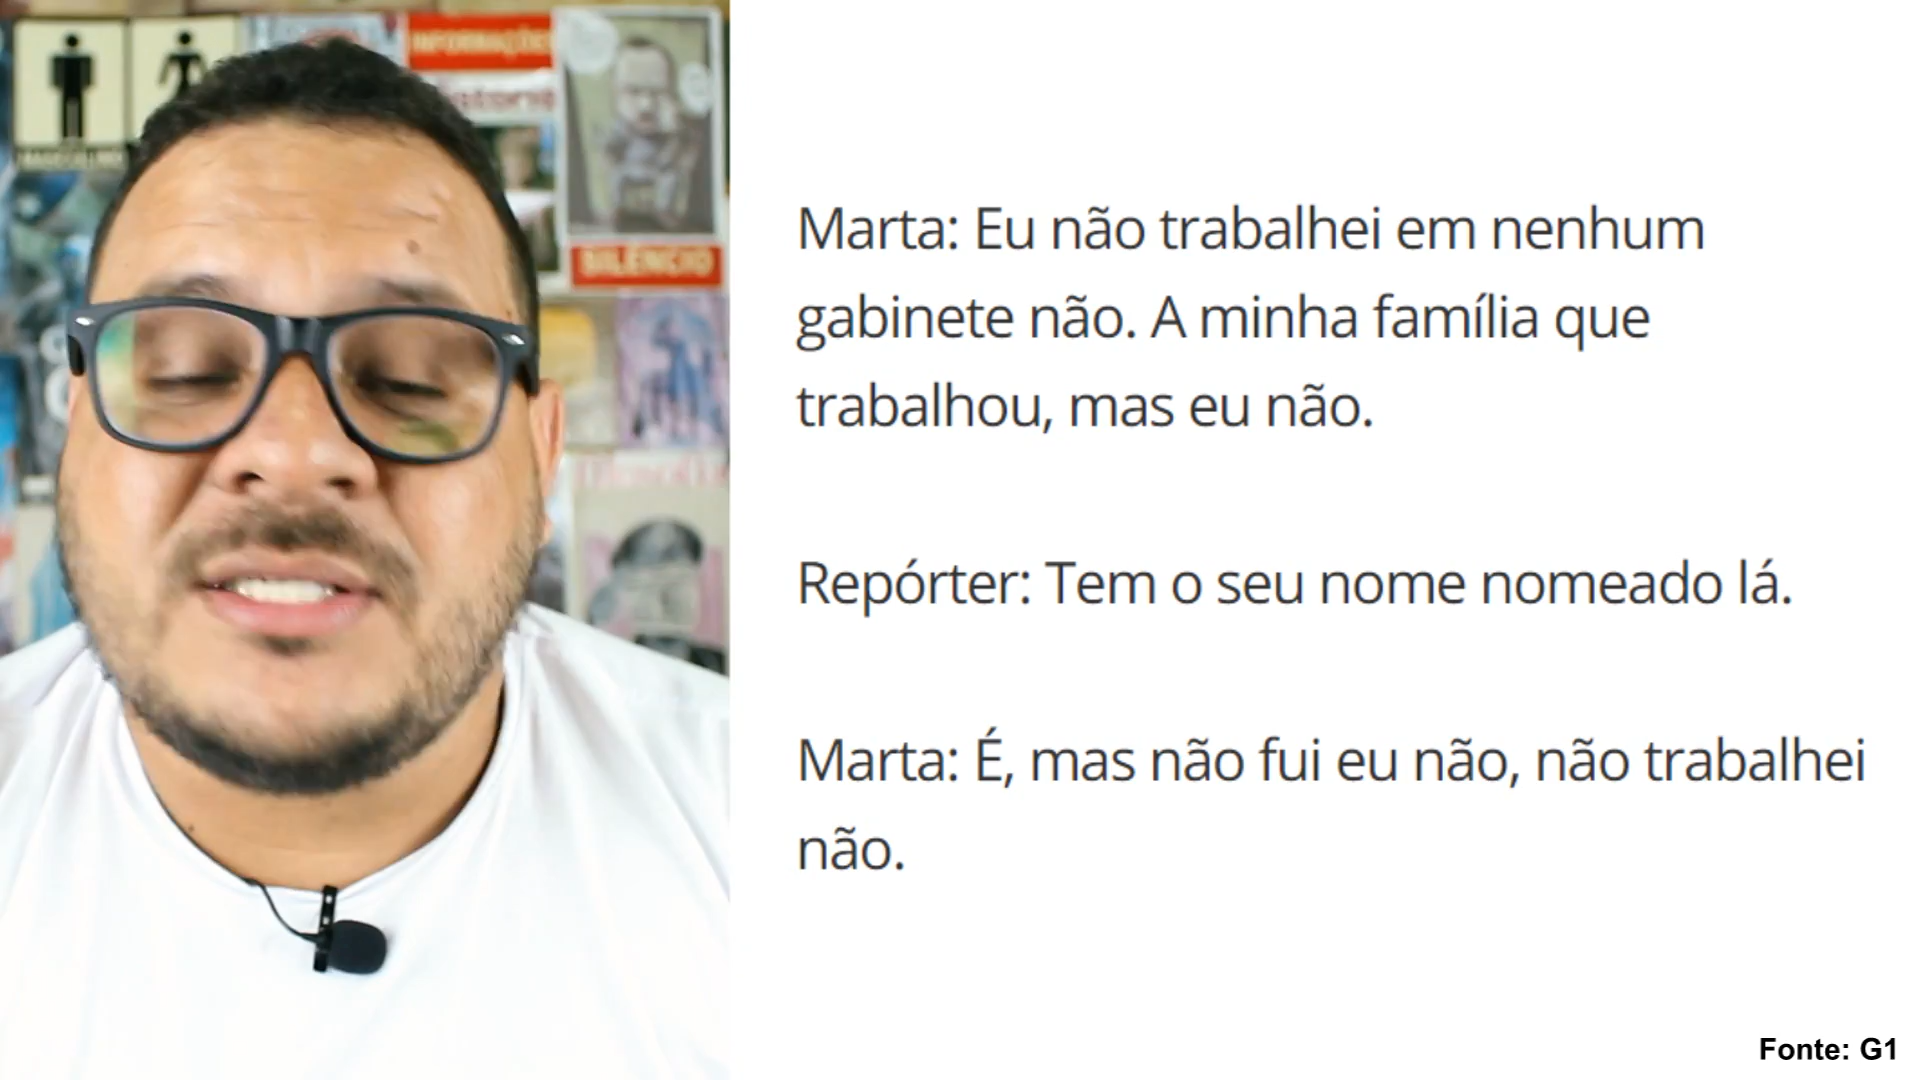 INFORMAÇÕES
SILÊNCIO
Marta: Eu não trabalhei em nenhum
gabinete não. A minha família que
trabalhou, mas eu não.
Repórter: Tem o seu nome nomeado lá.
Marta: É, mas não fui eu não, não trabalhei
não.
Fonte: G1